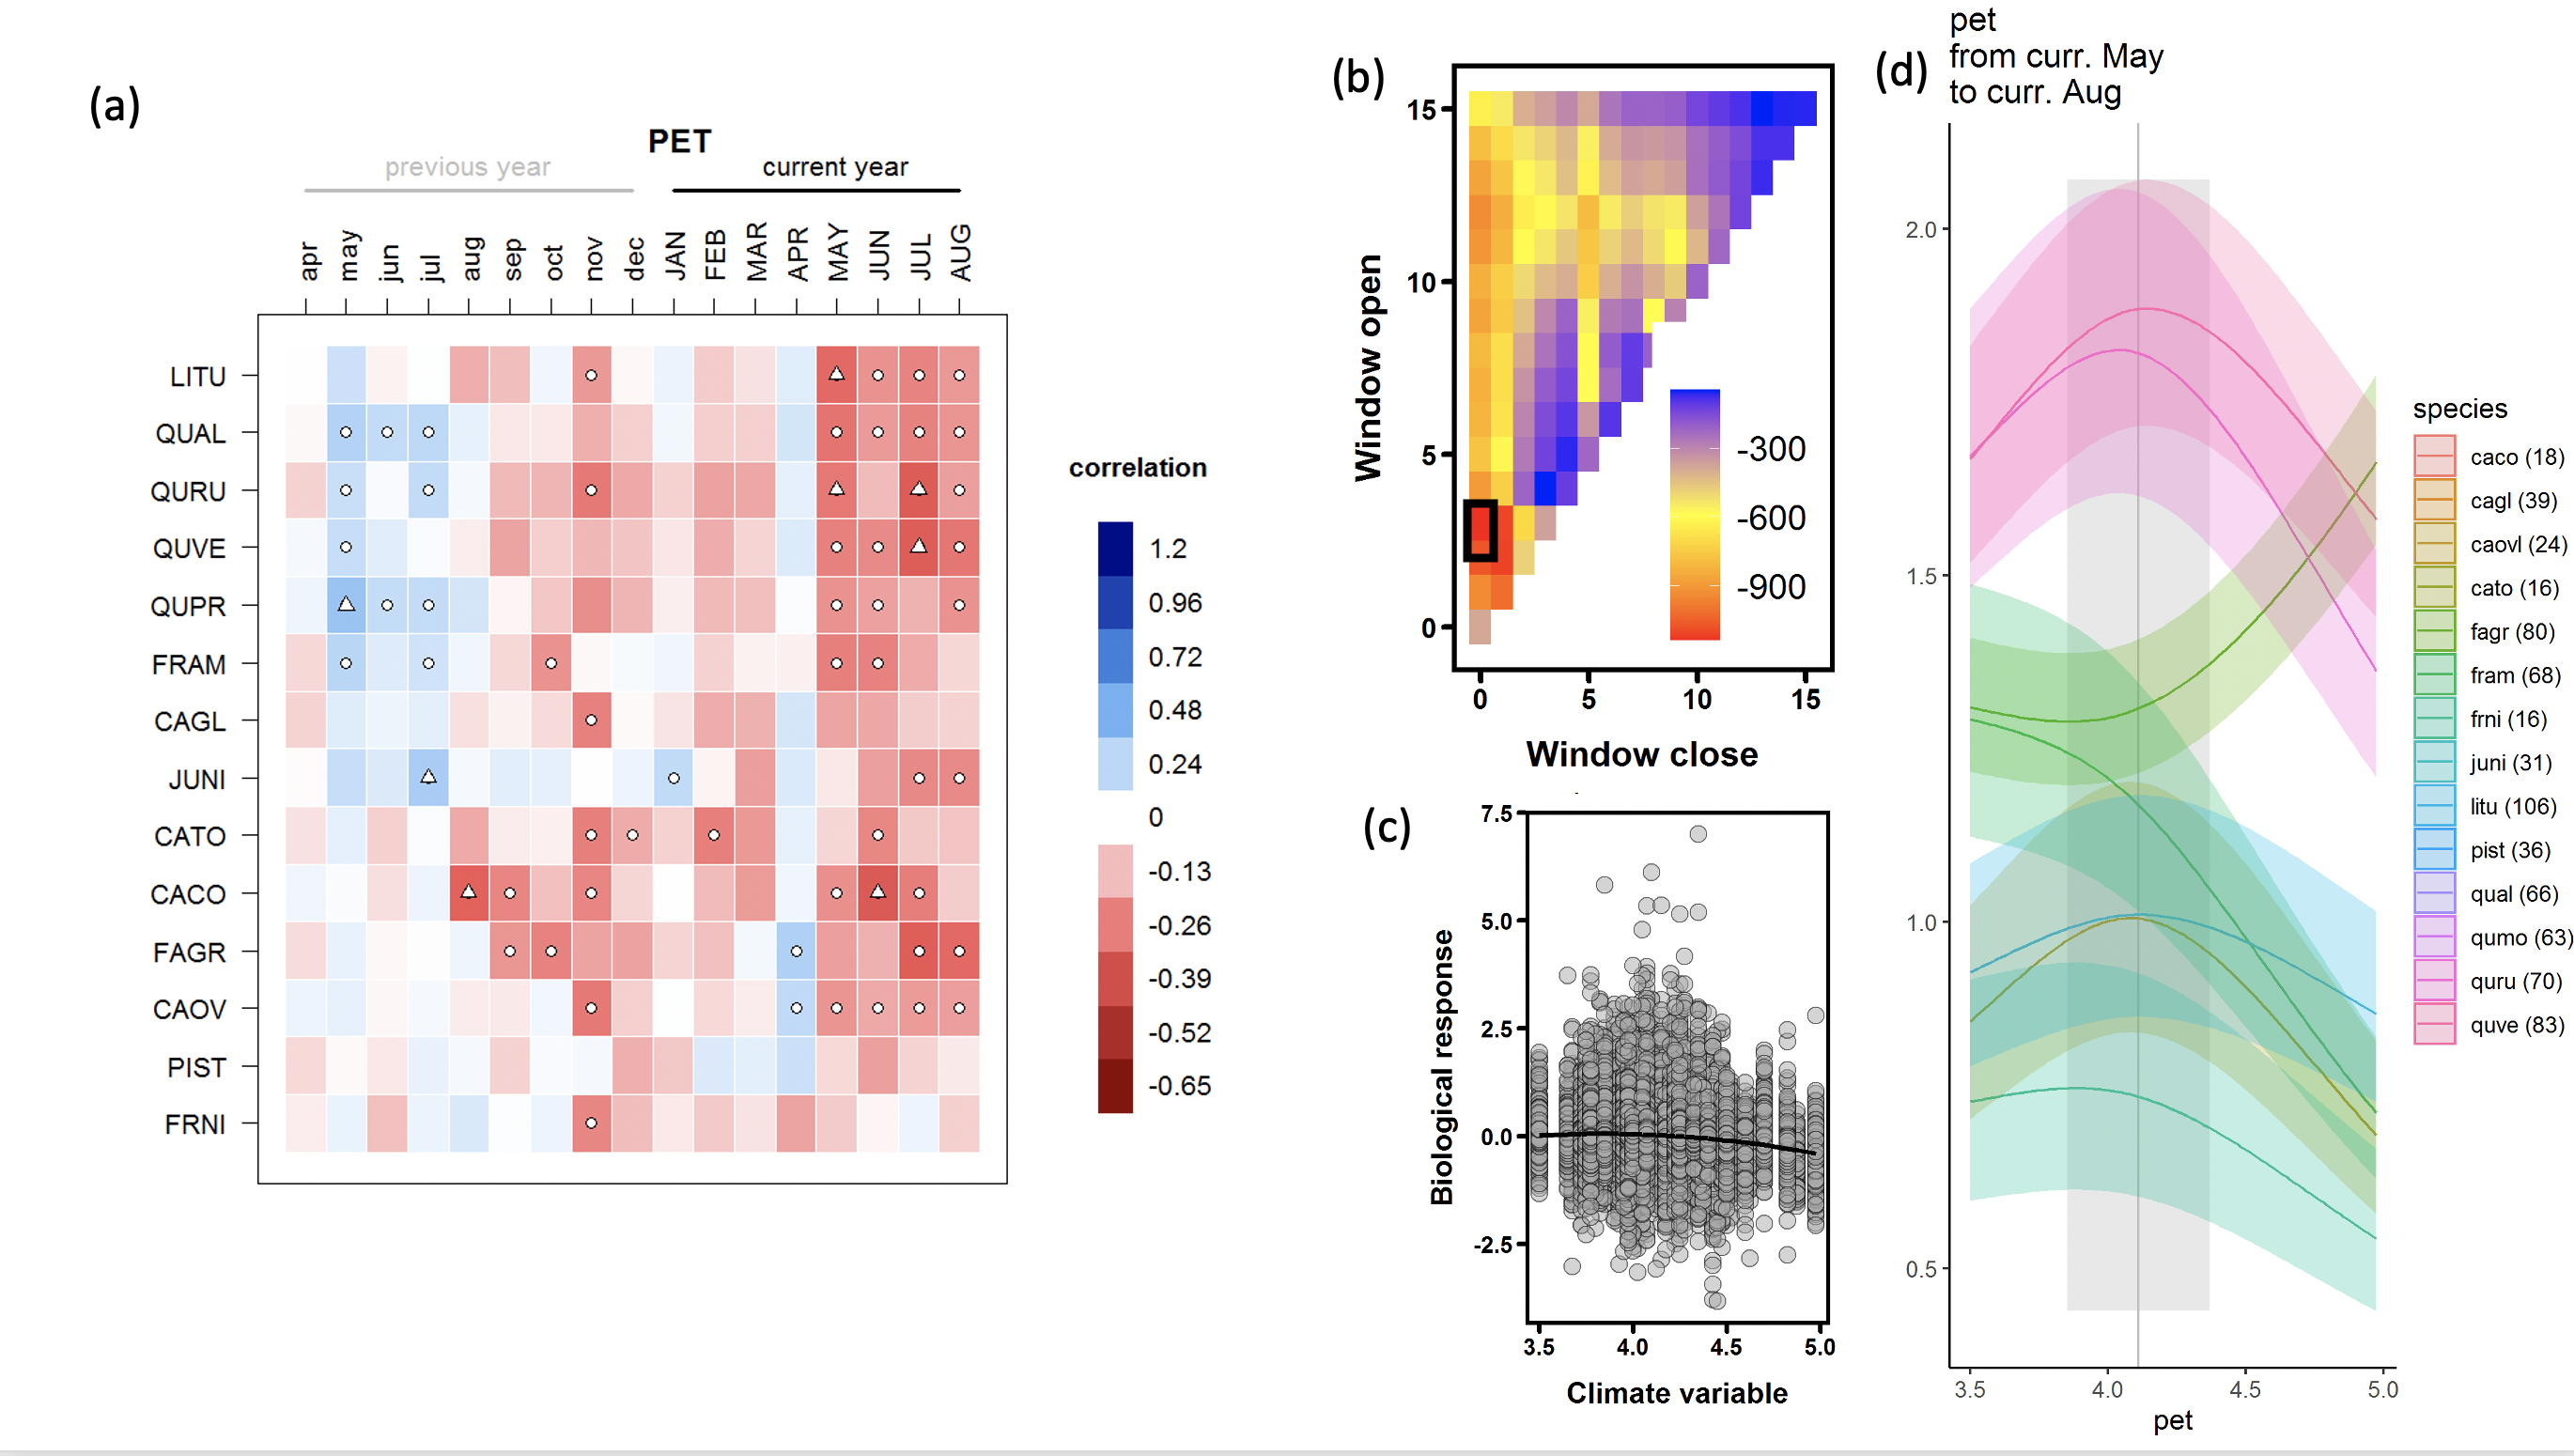 (a)
PET
previous year
current year
apr may jun jul aug sep oct nov dec JAN FEB MAR APR MAY JUN JUL AUG
LITU
QUAL
QURU
QUVE
QUPR
FRAM
CAGL
JUNI
CATO
CACO
FAGR
CAOV
PIST
FRNI
correlation
1.2
0.96
0.72
0.48
0.24
0
-0.13
-0.26
-0.39
-0.52
-0.65
(b)
Window open
15
10
5
0
-300
-600
-900
0 5 10 15
Window close
(c)
Biological response
7.5
5.0
2.5
0.0
-2.5
3.5 4.0 4.5 5.0
Climate variable
(d)
pet
from curr. May
to curr. Aug
2.0
1.5
1.0
0.5
3.5 4.0 4.5 5.0
pet
species
caco (18)
cagl (39)
caovl (24)
cato (16)
fagr (80)
fram (68)
frni (16)
juni (31)
litu (106)
pist (36)
qual (66)
qumo (63)
quru (70)
quve (83)